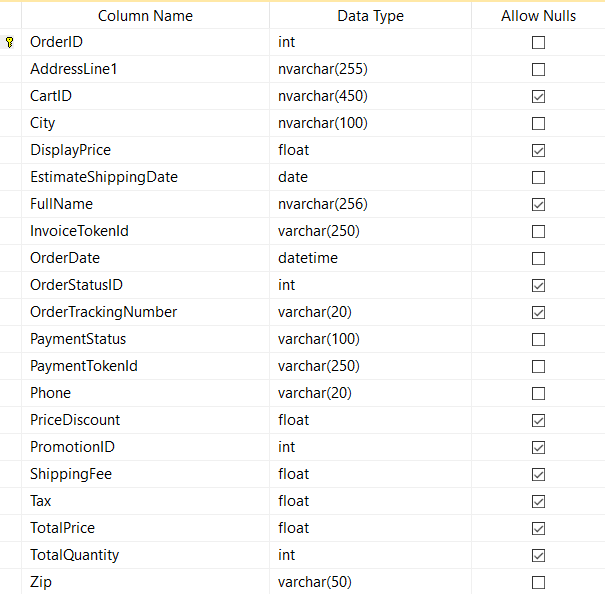 Column Name Data Type Allow Nulls
OrderID int
AddressLine1 nvarchar(255)
CartID nvarchar(450)
City nvarchar(100)
DisplayPrice float
EstimateShippingDate date
FullName nvarchar(256)
InvoiceTokenId varchar(250)
OrderDate datetime
OrderStatusID int
OrderTrackingNumber varchar(20)
PaymentStatus varchar(100)
PaymentTokenId varchar(250)
Phone varchar(20)
PriceDiscount float
PromotionID int
ShippingFee float
Tax float
TotalPrice float
TotalQuantity int
Zip varchar(50)